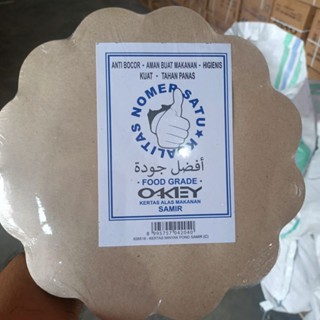 ANTI BOCOR • AMAN BUAT MAKANAN • HIGENIS
KUAT • TAHAN PANAS
KUALITAS NOMER SATU
أفضل جودة
• FOOD GRADE •
OAKEY
KERTAS ALAS MAKANAN
SAMIR